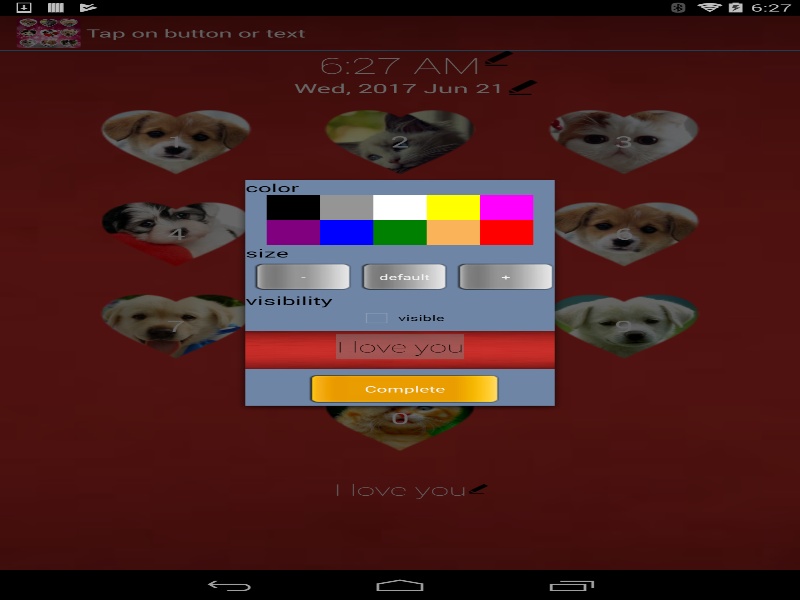 6:27
Tap on button or text
6:27 AM
Wed, 2017 Jun 21
1
2
3
4
6
7
9
0
color
size
-
default
+
visibility
visible
I love you
Complete
I love you